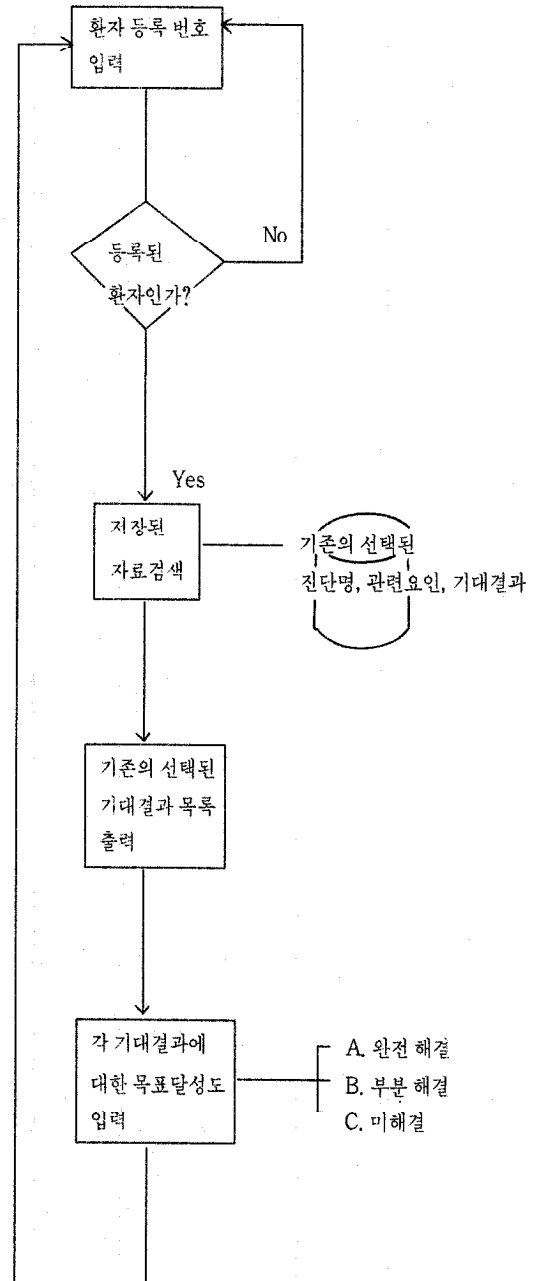 환자 등록 번호
입력
No
등록된
환자인가?
Yes
저장된
자료검색
기존의 선택된
진단명, 관련요인, 기대결과
기존의 선택된
기대결과 목록
출력
각 기대결과에
대한 목표달성도
입력
A. 완전 해결
B. 부분 해결
C. 미해결